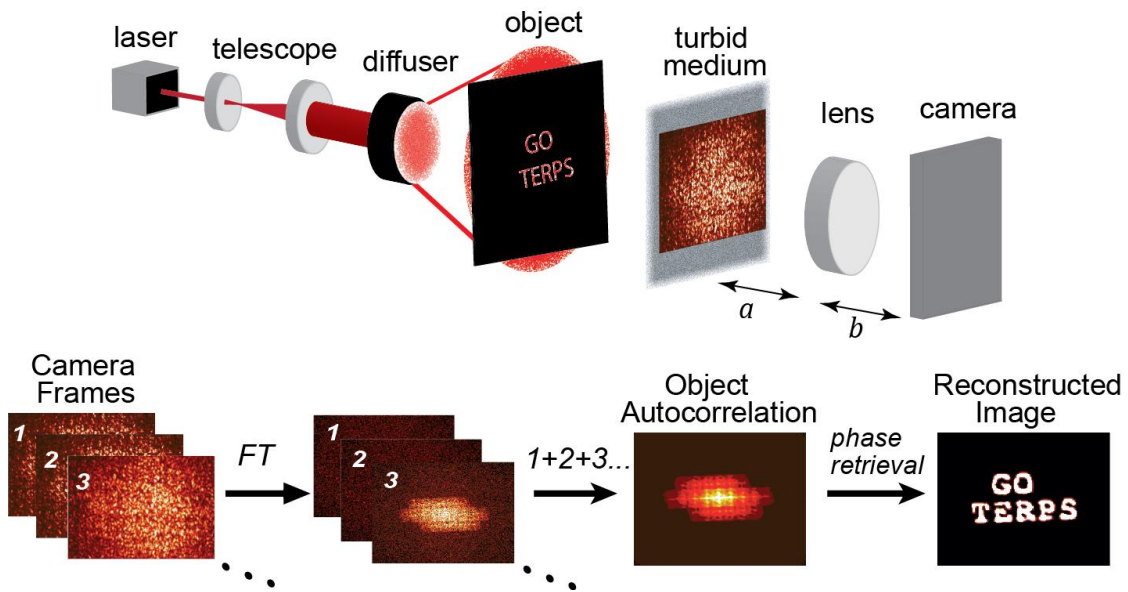 laser
telescope
diffuser
object
turbid
medium
lens
camera
GO
TERPS
a
b
Camera
Frames
1
2
3
FT
1
2
3
1+2+3...
Object
Autocorrelation
phase
retrieval
Reconstructed
Image
GO
TERPS